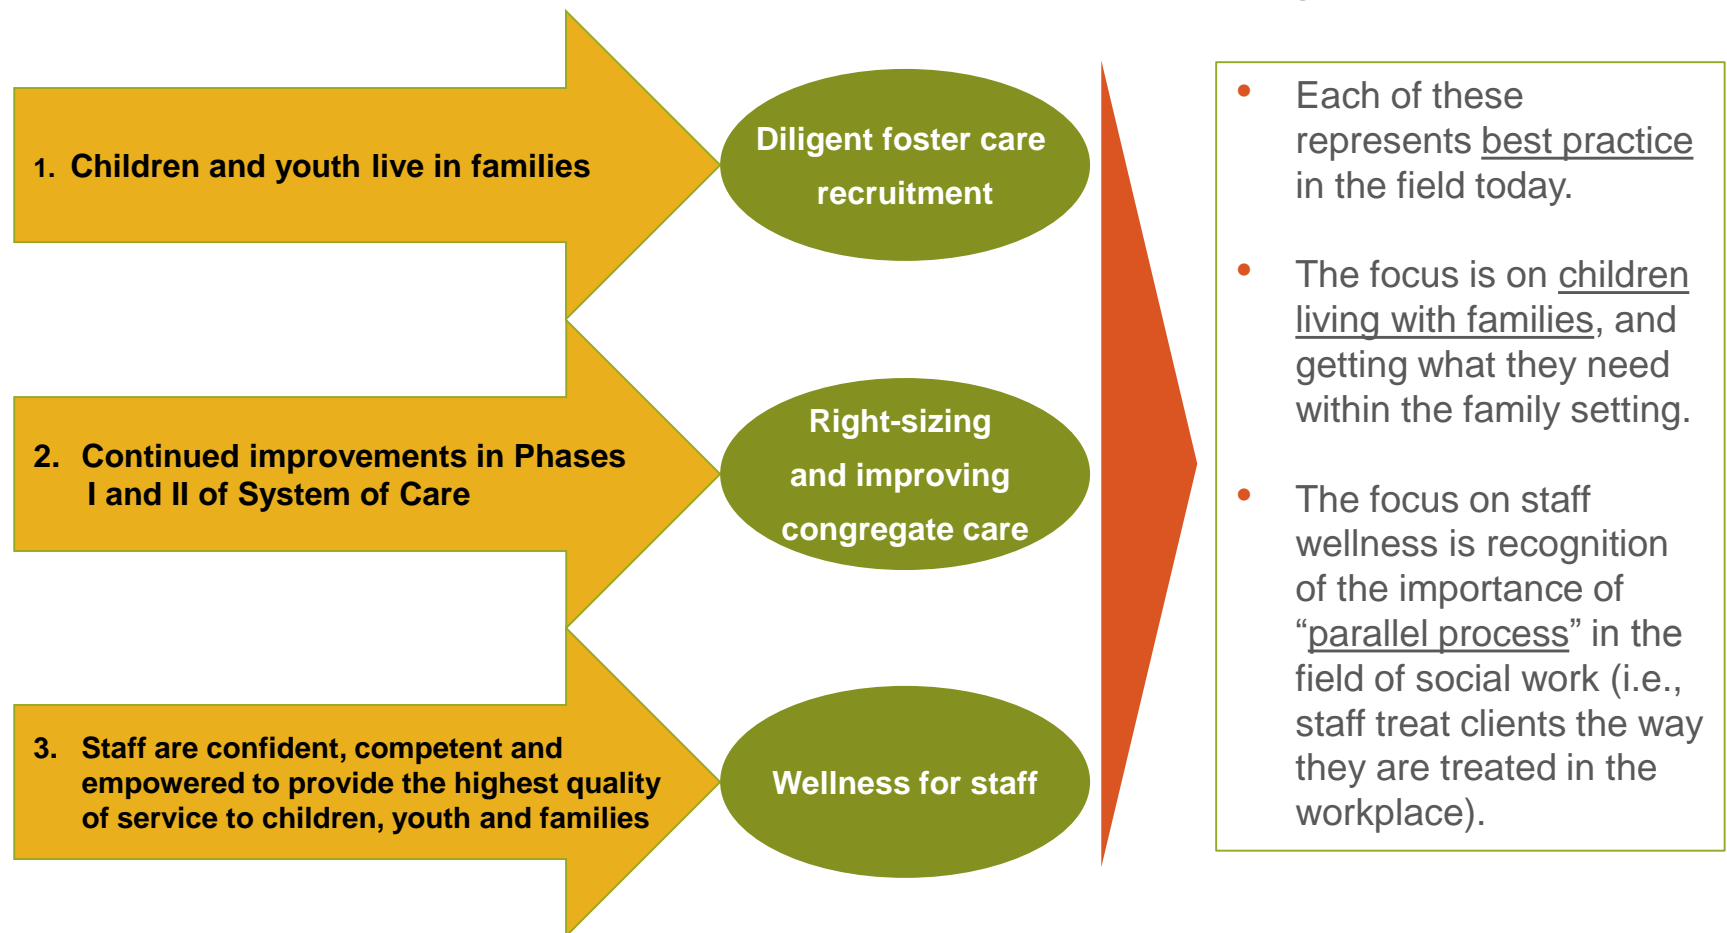 1. Children and youth live in families
Diligent foster care
recruitment
2. Continued improvements in Phases
I and II of System of Care
Right-sizing
and improving
congregate care
3. Staff are confident, competent and
empowered to provide the highest quality
of service to children, youth and families
Wellness for staff
• Each of these
represents best practice
in the field today.
• The focus is on children
living with families, and
getting what they need
within the family setting.
• The focus on staff
wellness is recognition
of the importance of
“parallel process” in the
field of social work (i.e.,
staff treat clients the way
they are treated in the
workplace).